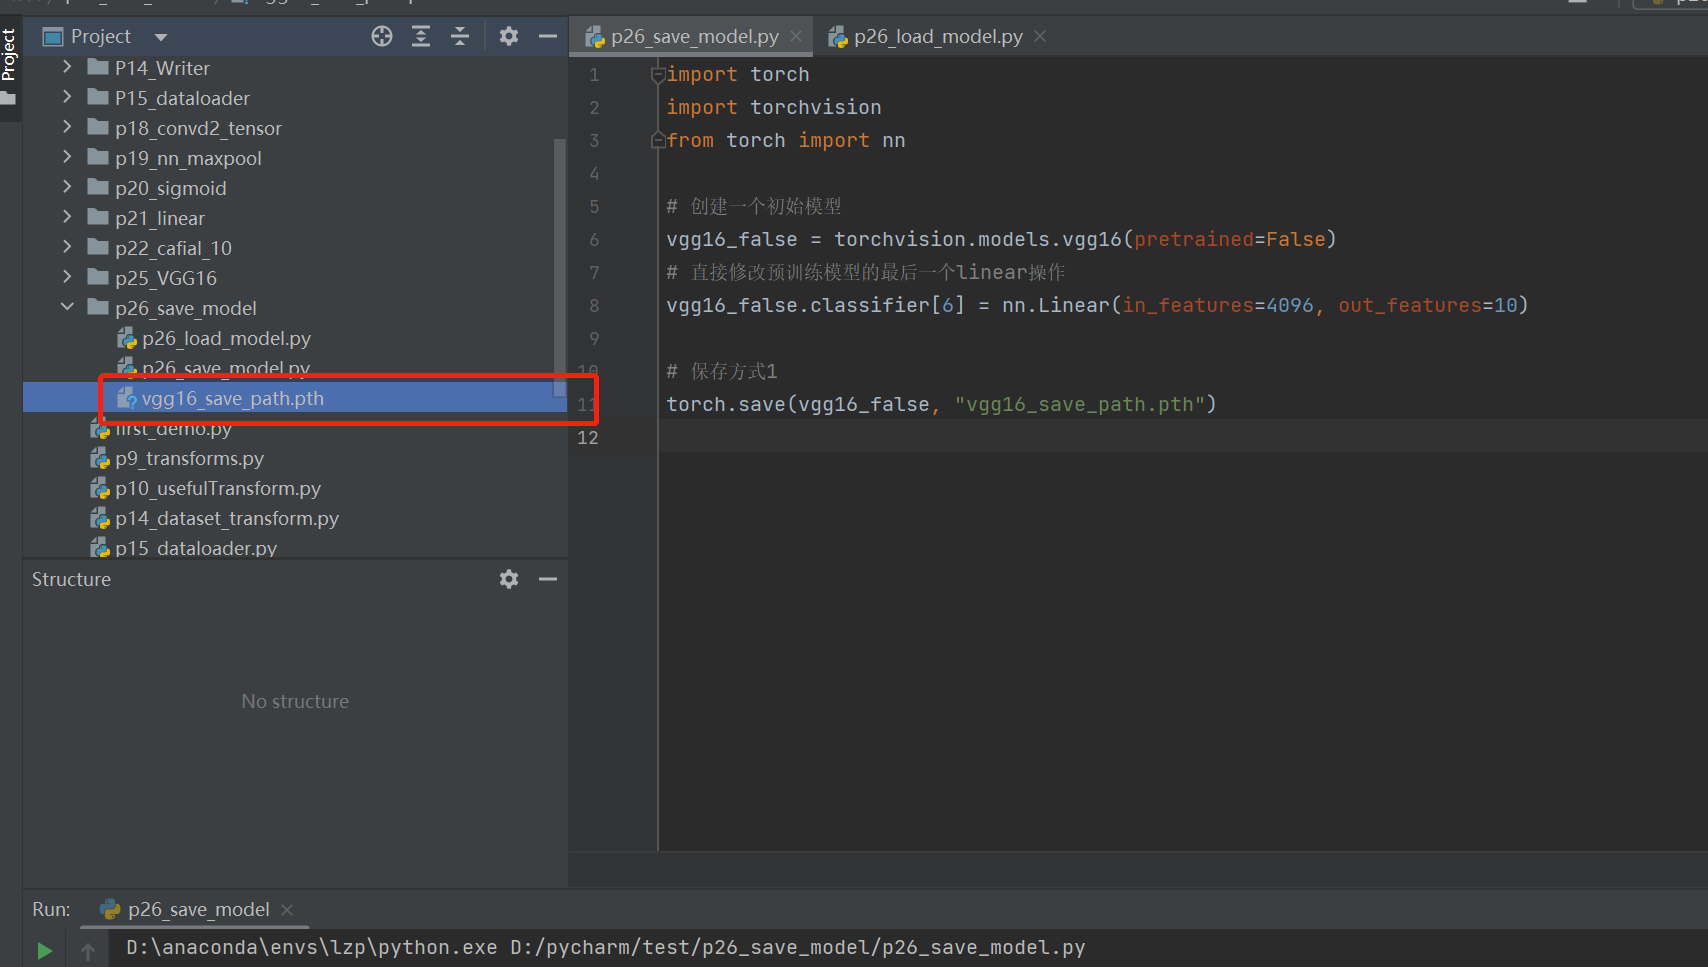 Project
Project
P14_Writer
P15_dataloader
p18_convd2_tensor
p19_nn_maxpool
p20_sigmoid
p21_linear
p22_cafial_10
p25_VGG16
p26_save_model
p26_load_model.py
p26_save_model.py
vgg16_save_path.pth
first_demo.py
p9_transforms.py
p10_usefulTransform.py
p14_dataset_transform.py
p15_dataloader.py
Structure
No structure
p26_save_model.py
p26_load_model.py
1 import torch
2 import torchvision
3 from torch import nn
4
5 # 创建一个初始模型
6 vgg16_false = torchvision.models.vgg16(pretrained=False)
7 # 直接修改预训练模型的最后一个linear操作
8 vgg16_false.classifier[6] = nn.Linear(in_features=4096, out_features=10)
9
10 # 保存方式1
11 torch.save(vgg16_false, "vgg16_save_path.pth")
12
Run: p26_save_model
D:\anaconda\envs\lzp\python.exe D:/pycharm/test/p26_save_model/p26_save_model.py